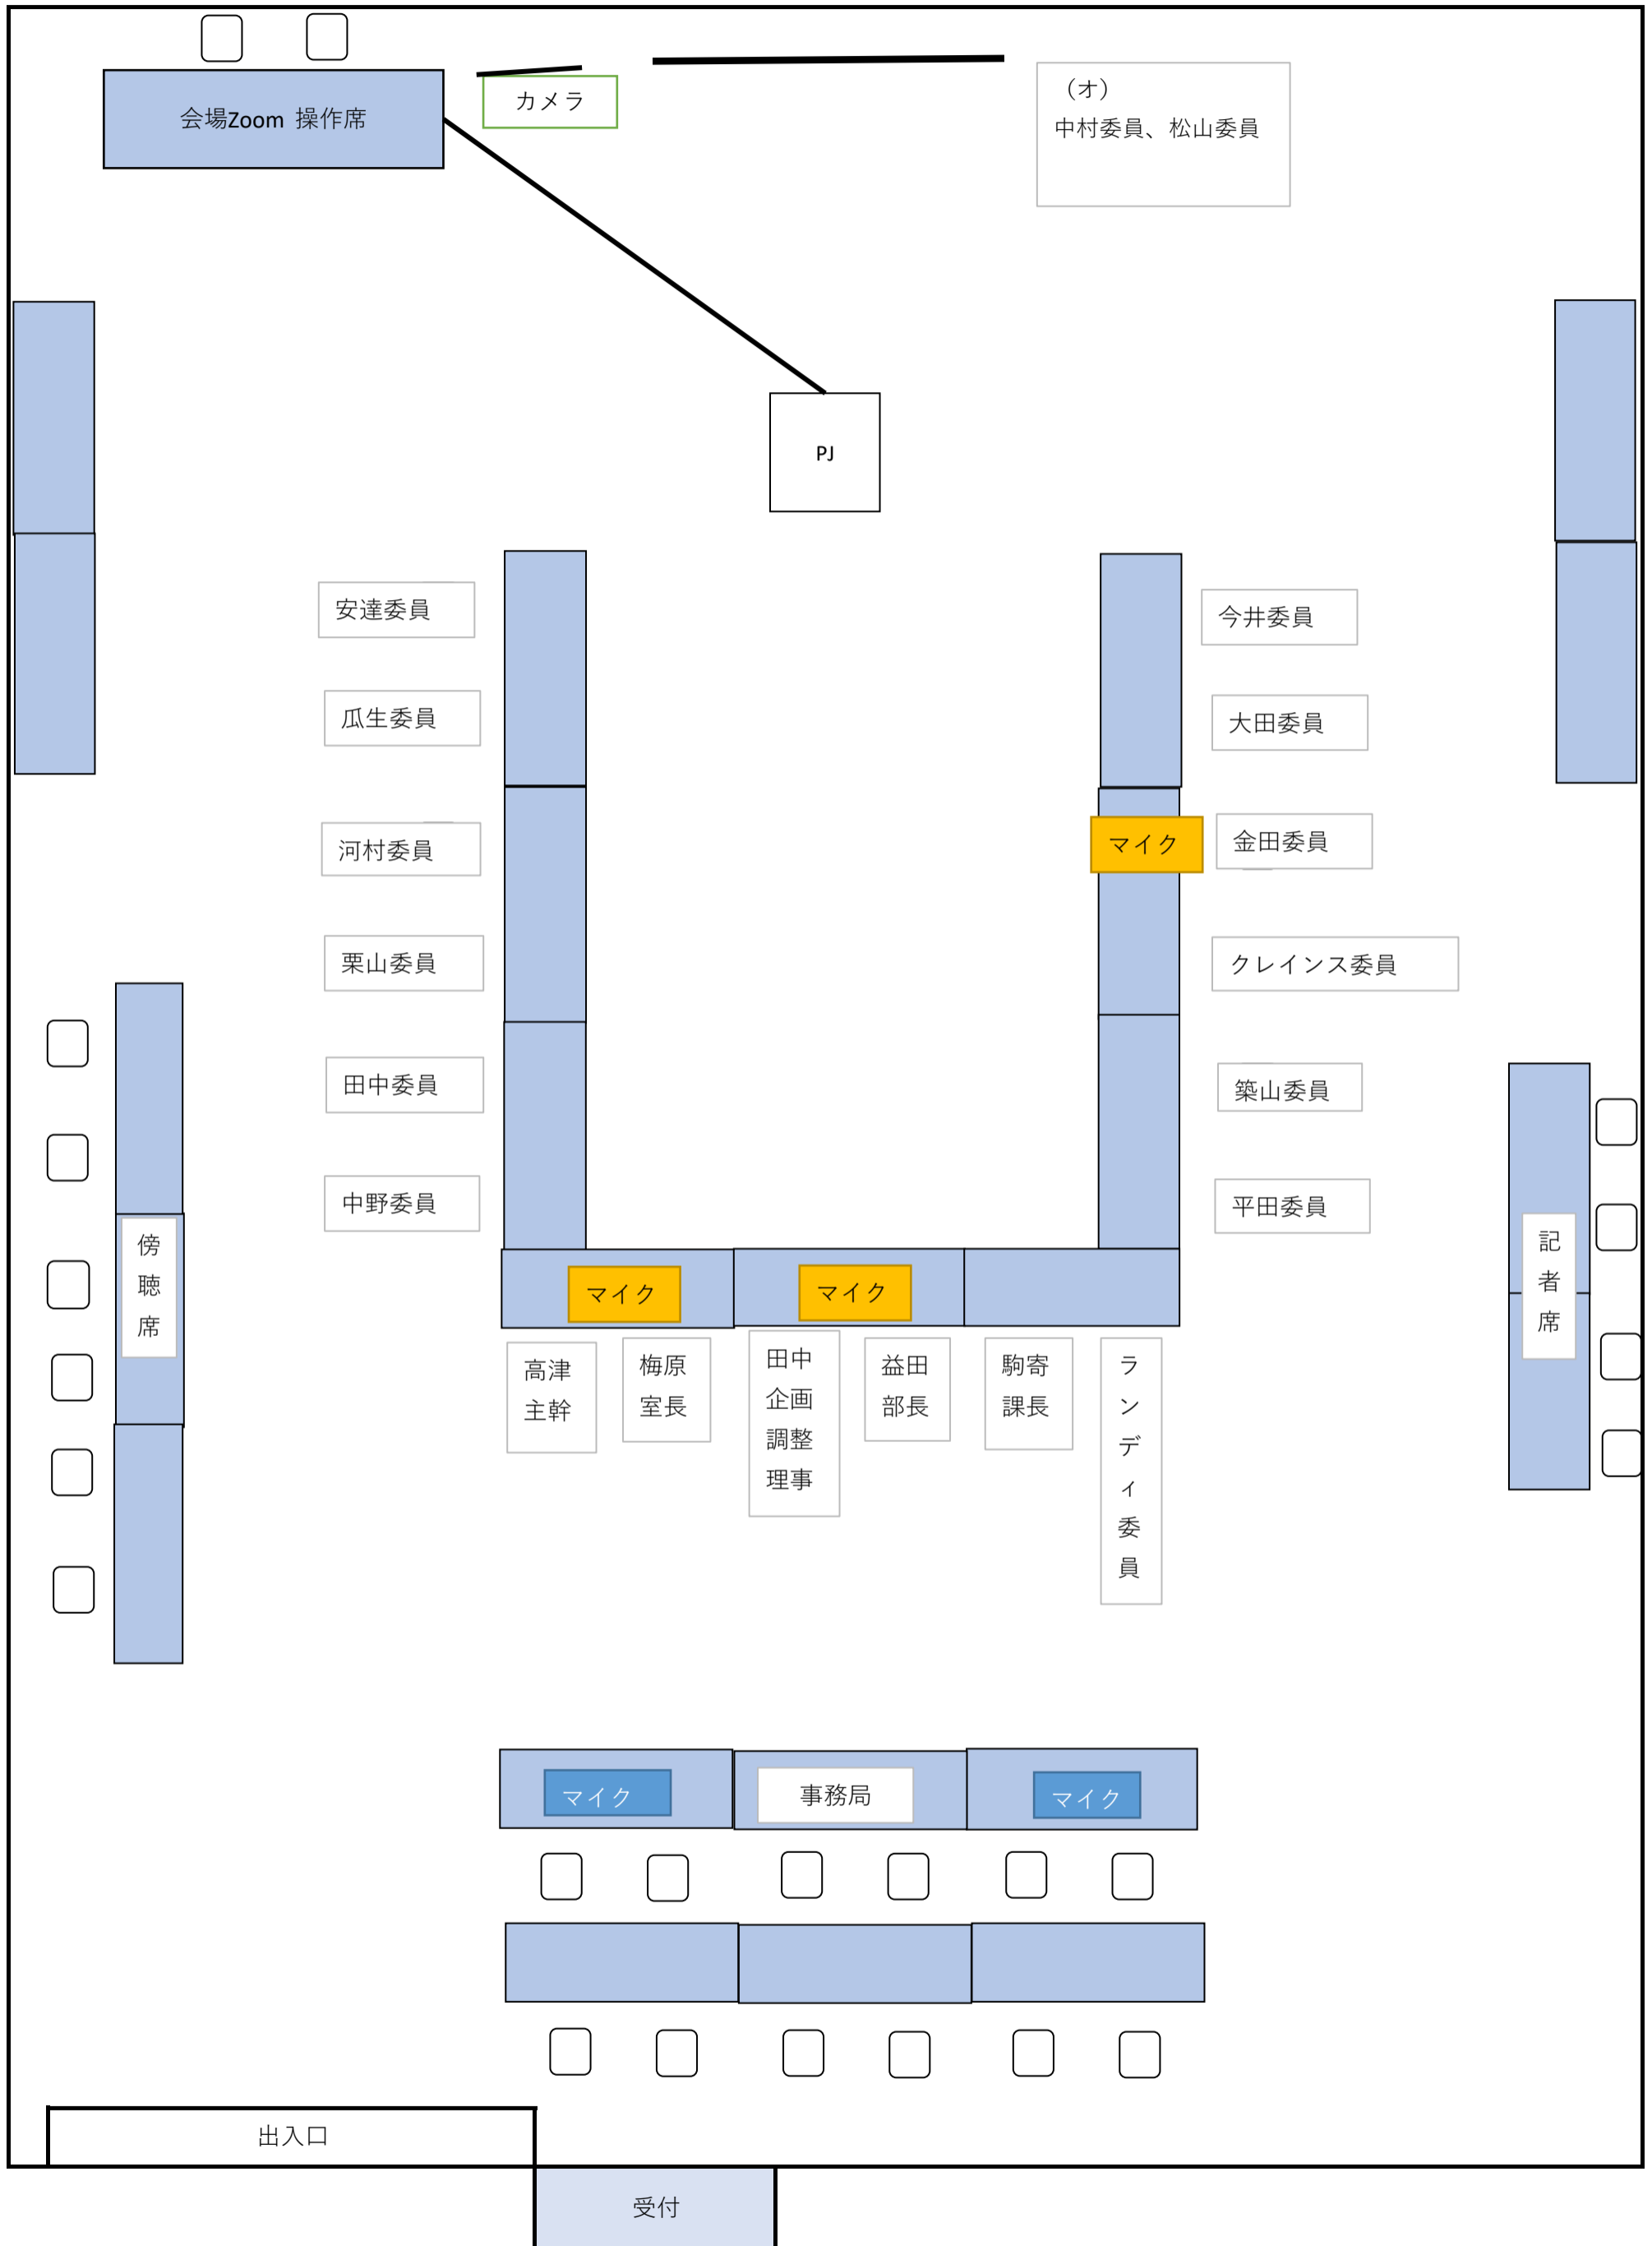 会場Zoom 操作席
カメラ
（オ）
中村委員、松山委員
PJ
安達委員
今井委員
瓜生委員
大田委員
マイク
金田委員
河村委員
栗山委員
クレインス委員
田中委員
築山委員
中野委員
平田委員
傍聴席
記者席
マイク
マイク
高津
主幹
梅原
室長
田中
企画
調整
理事
益田
部長
駒寄
課長
ランディ委員
マイク
事務局
マイク
出入口
受付